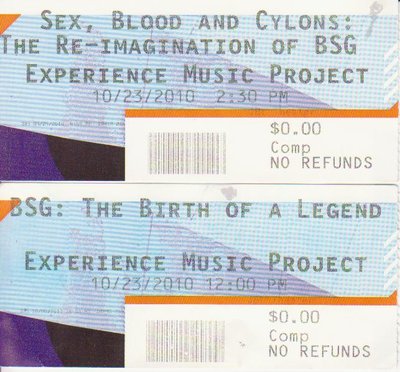 Sex, Blood and Cylons:
The Re-imagination of BSG
Experience Music Project
10/23/2010 2:30 PM
$0.00
Comp
NO REFUNDS
BSG: The Birth of a Legend
Experience Music Project
10/23/2010 12:00 PM
$0.00
Comp
NO REFUNDS